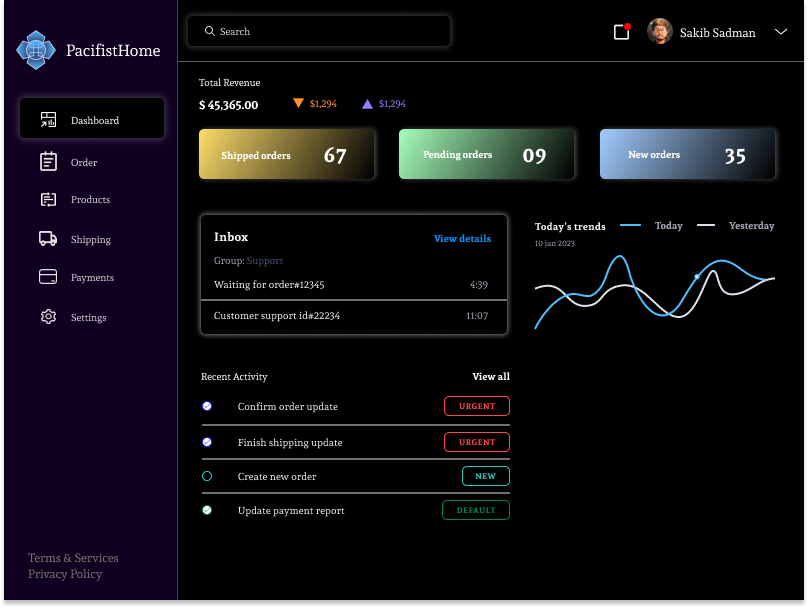 PacifistHome
Search
Sakib Sadman
Dashboard
Order
Products
Shipping
Payments
Settings
Terms & Services
Privacy Policy
Total Revenue
$ 45,365.00 $1,294 $1,294
Shipped orders 67
Pending orders 09
New orders 35
Inbox View details
Group: Support
Waiting for order#12345 4:39
Customer support id#22234 11:07
Today's trends Today Yesterday
10 jan 2023
Recent Activity View all
Confirm order update URGENT
Finish shipping update URGENT
Create new order NEW
Update payment report DEFAULT